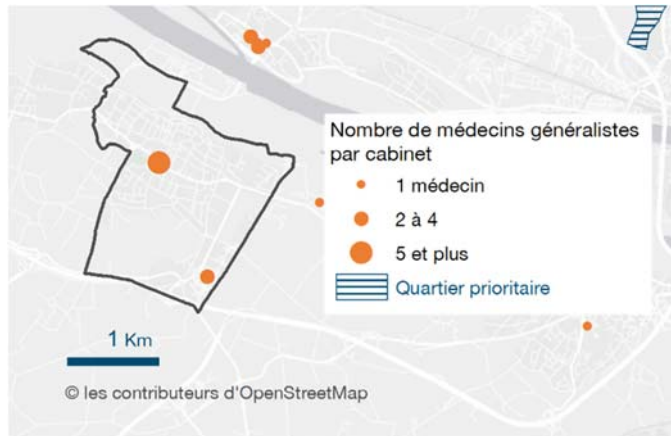 Nombre de médecins généralistes
par cabinet
1 médecin
2 à 4
5 et plus
Quartier prioritaire
1 Km
© les contributeurs d'OpenStreetMap